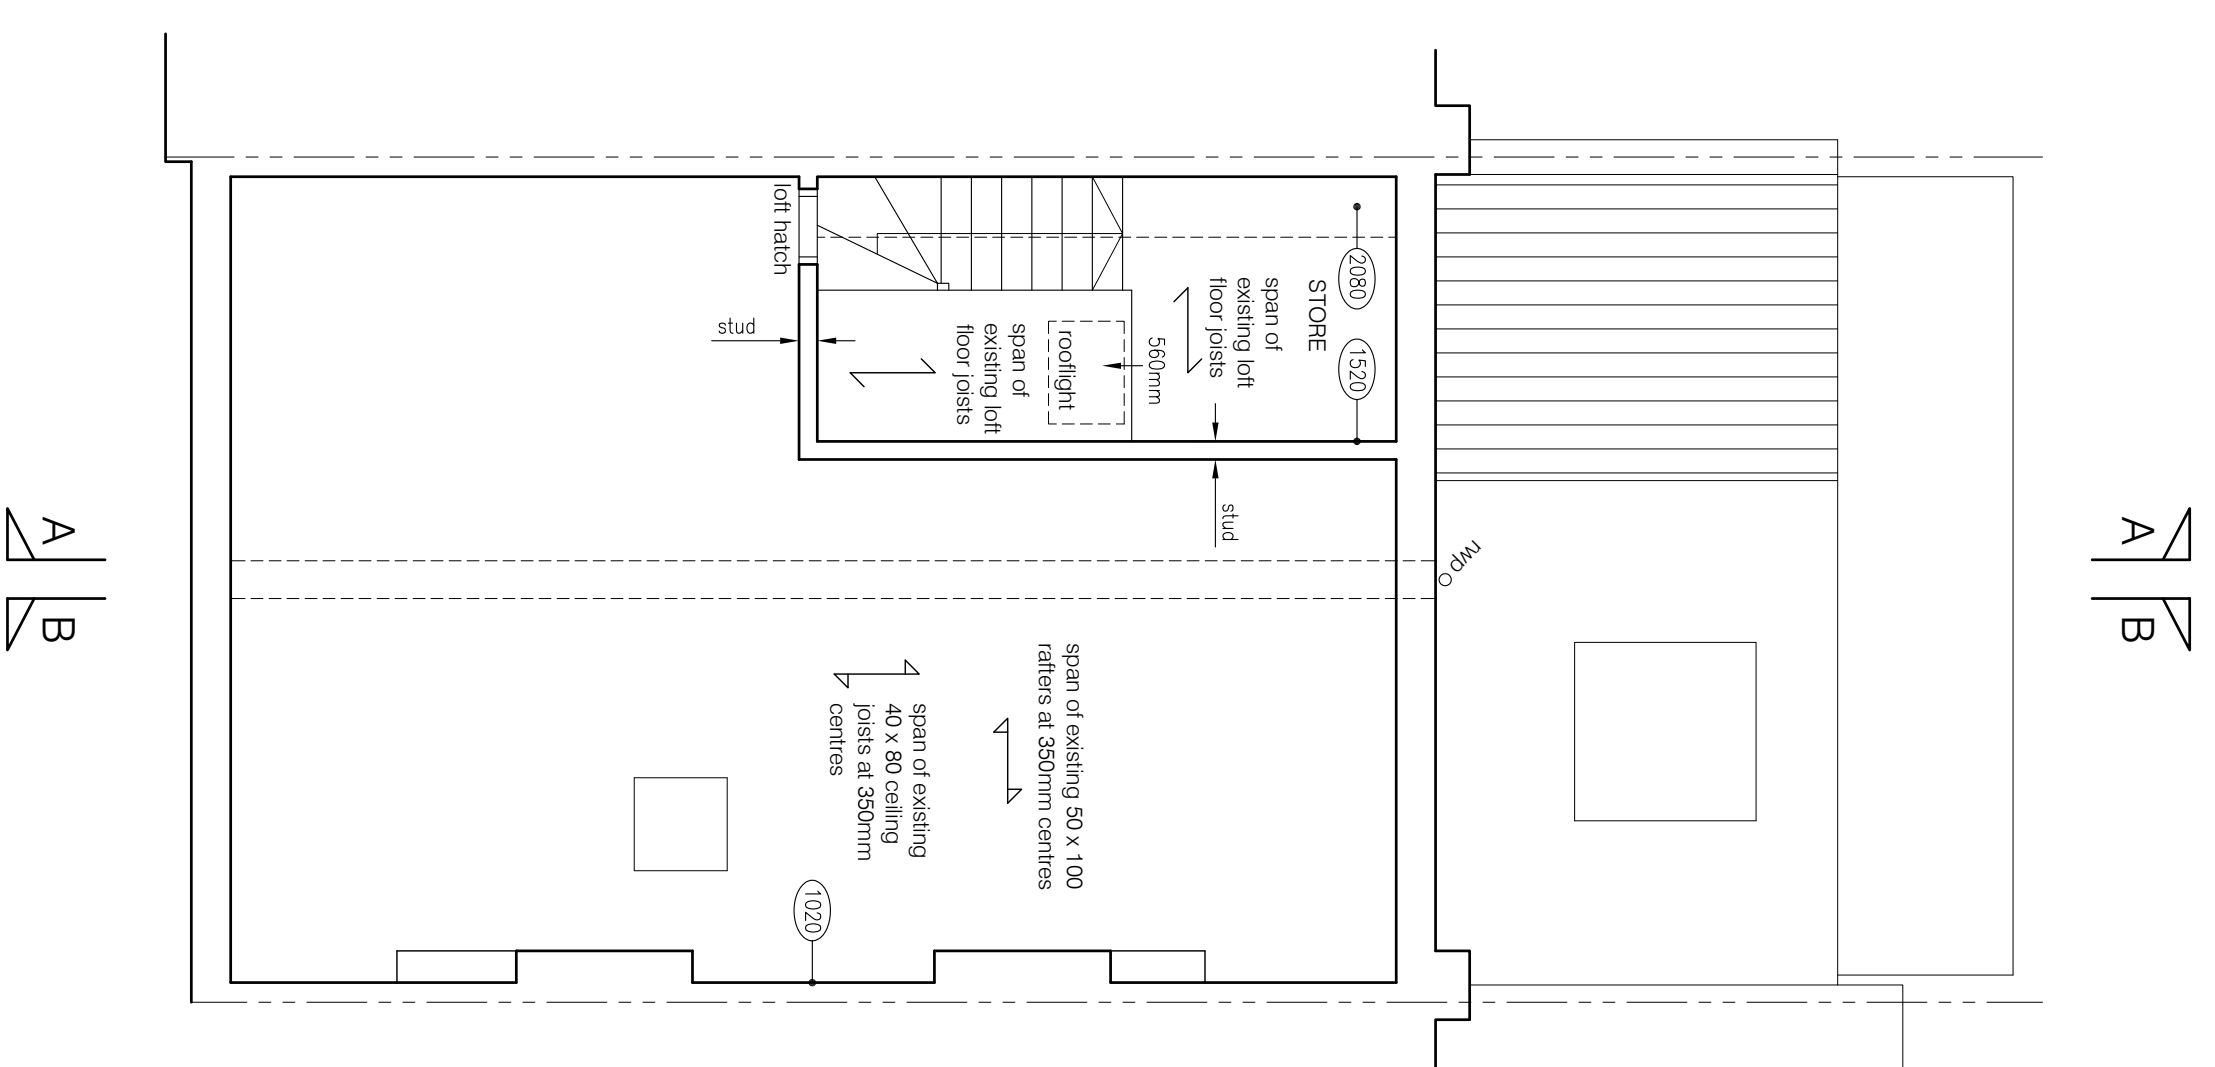 A
B
STORE
2080
1520
span of
existing loft
floor joists
560mm
rooflight
span of
existing loft
floor joists
loft hatch
stud
stud
rwp
span of existing 50 x 100
rafters at 350mm centres
span of existing
40 x 80 ceiling
joists at 350mm
centres
1020
A
B